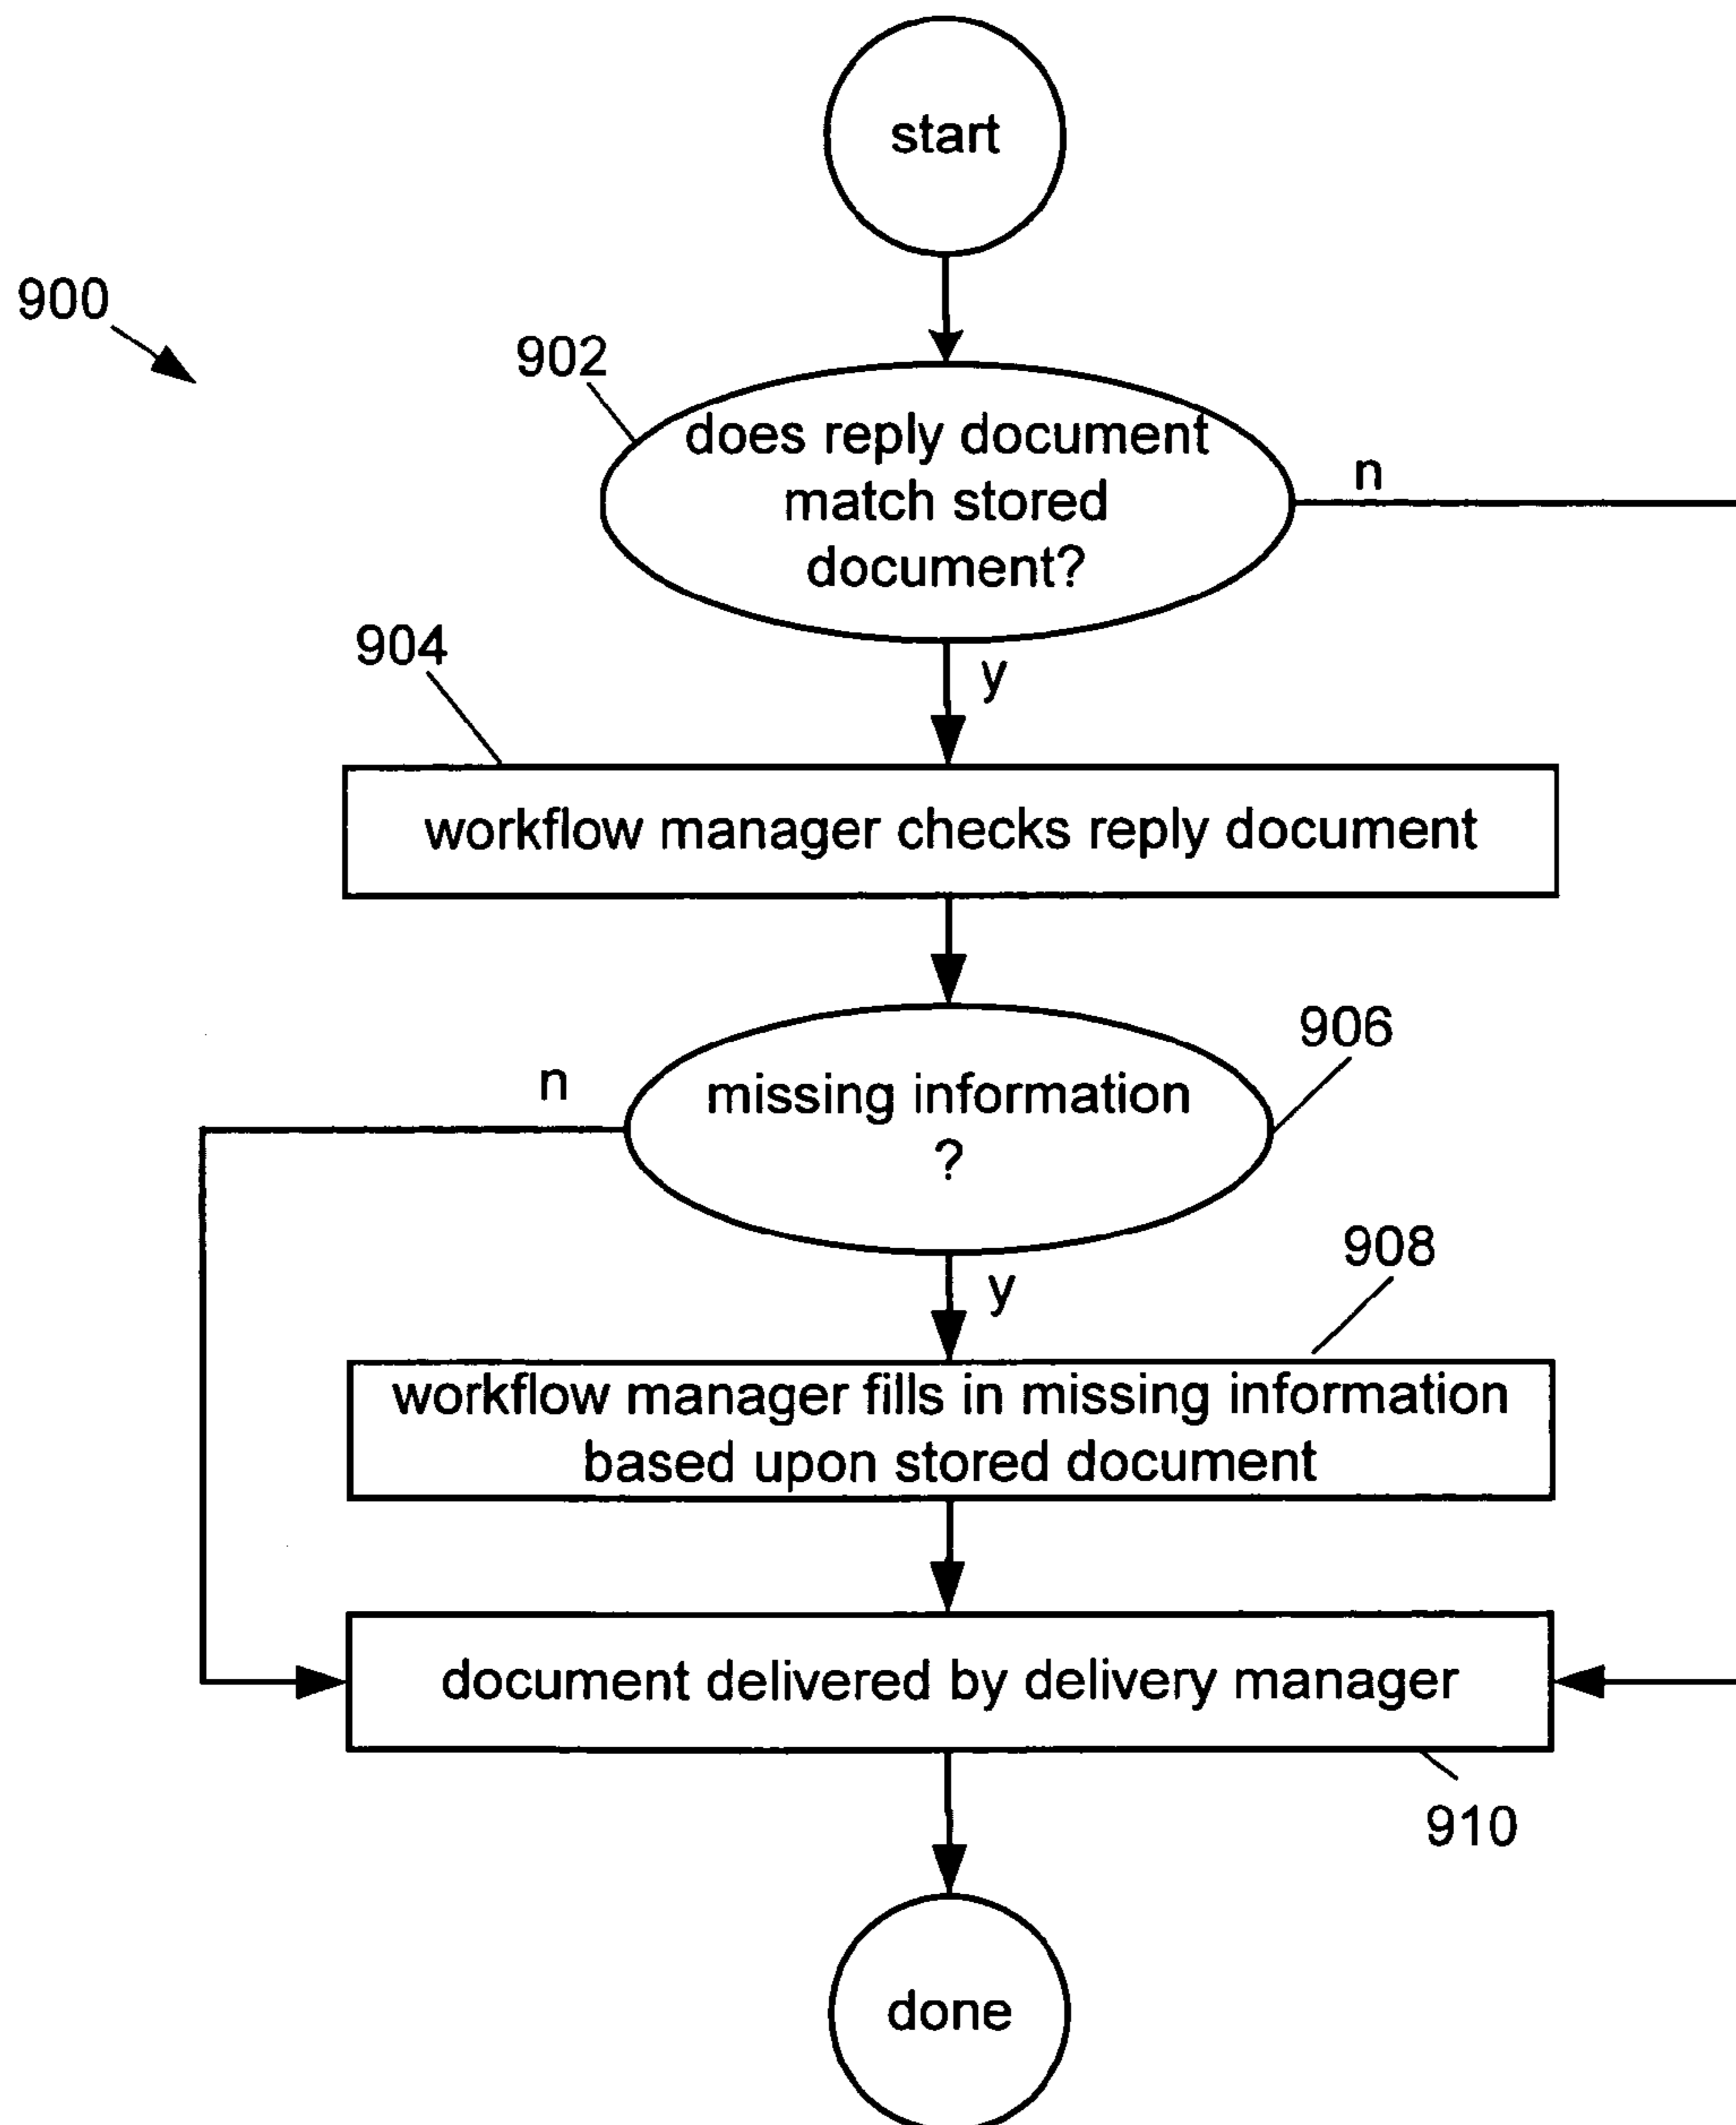 start
900
902
does reply document
match stored
document?
n
904
y
workflow manager checks reply document
906
n
missing information
?
908
y
workflow manager fills in missing information
based upon stored document
document delivered by delivery manager
910
done